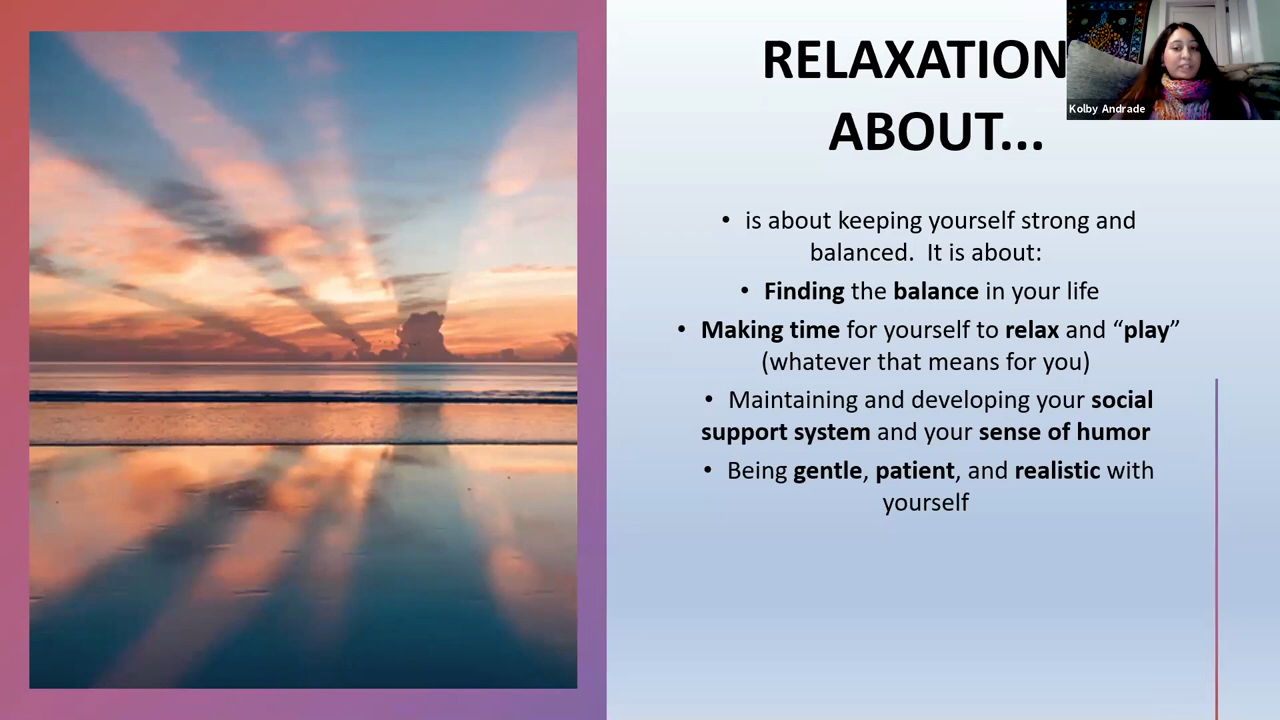 RELAXATION
ABOUT...
Kolby Andrade
• is about keeping yourself strong and
balanced.  It is about:
• Finding the balance in your life
• Making time for yourself to relax and “play”
(whatever that means for you)
• Maintaining and developing your social
support system and your sense of humor
• Being gentle, patient, and realistic with
yourself